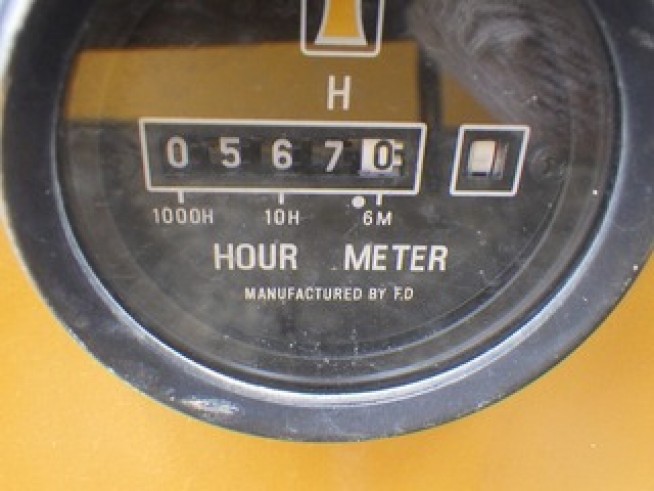 H
0 5 6 7 0
1000H 10H 6M
HOUR METER
MANUFACTURED BY F.D